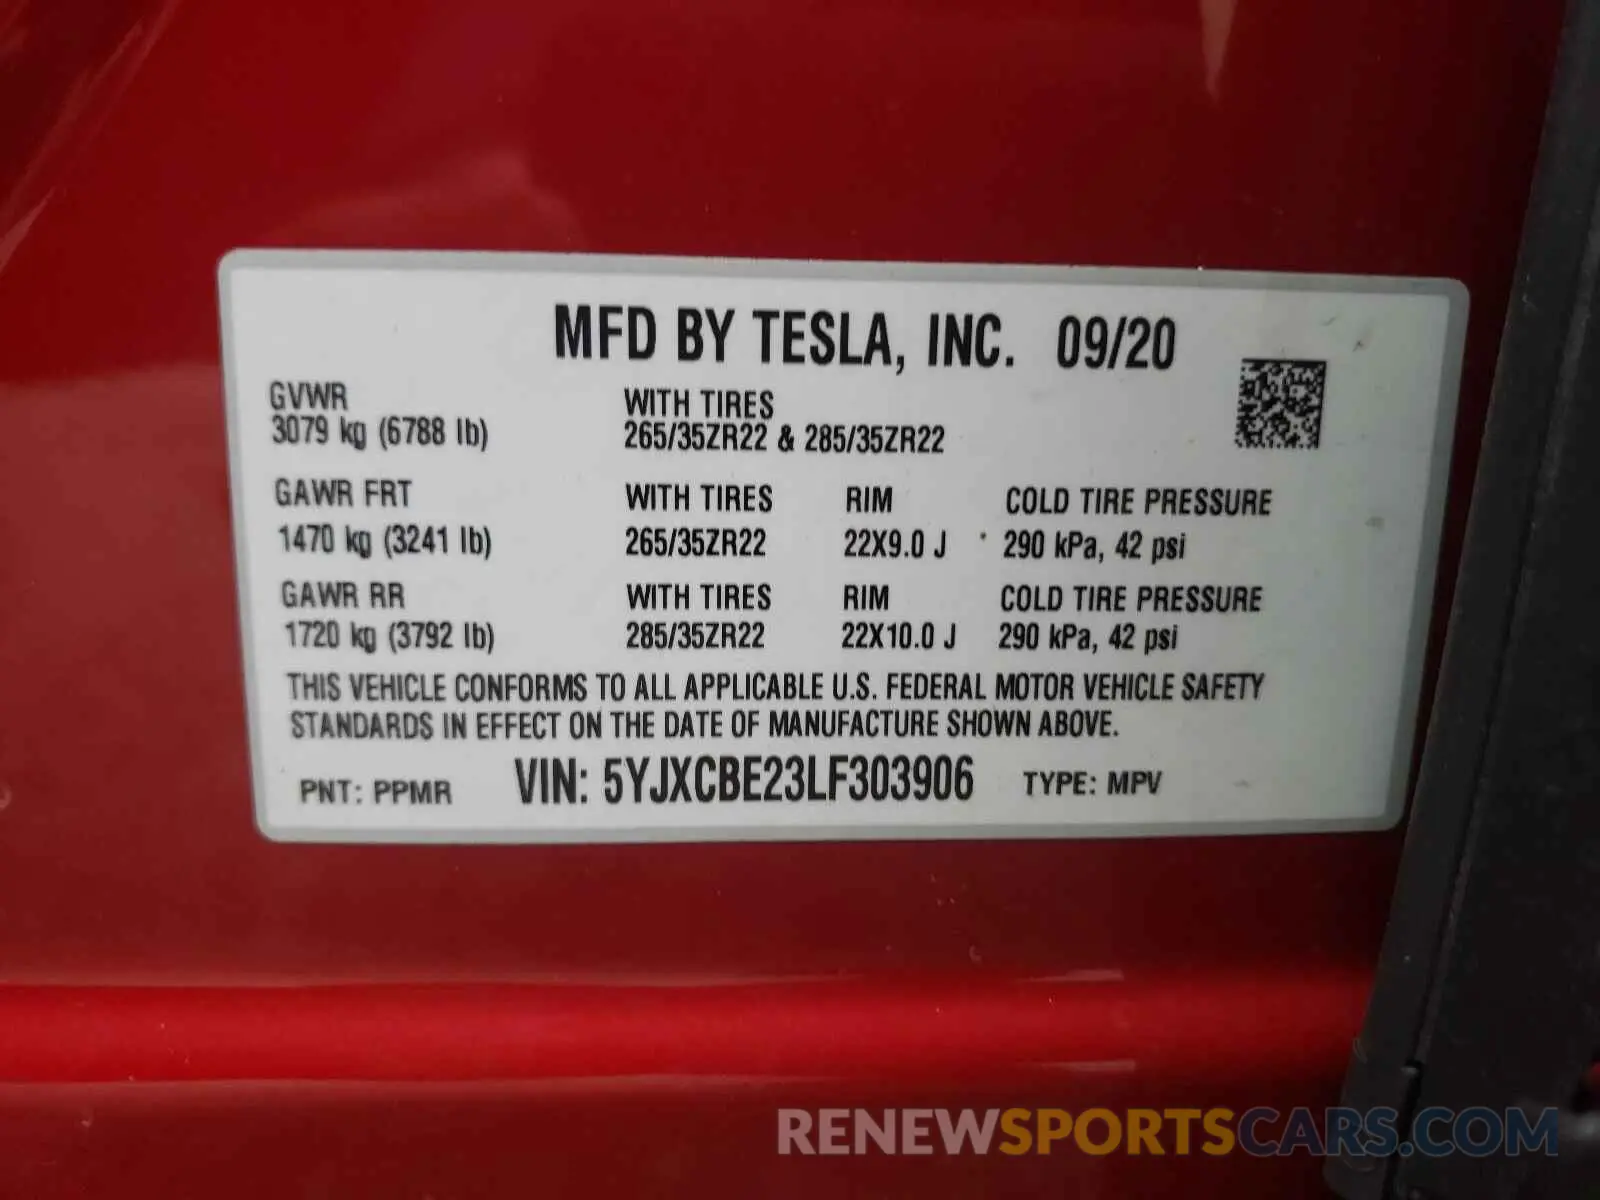 MFD BY TESLA, INC. 09/20
GVWR WITH TIRES
3079 kg (6788 lb) 265/35ZR22 & 285/35ZR22
GAWR FRT WITH TIRES RIM COLD TIRE PRESSURE
1470 kg (3241 lb) 265/35ZR22 22X9.0 J 290 kPa, 42 psi
GAWR RR WITH TIRES RIM COLD TIRE PRESSURE
1720 kg (3792 lb) 285/35ZR22 22X10.0 J 290 kPa, 42 psi
THIS VEHICLE CONFORMS TO ALL APPLICABLE U.S. FEDERAL MOTOR VEHICLE SAFETY
STANDARDS IN EFFECT ON THE DATE OF MANUFACTURE SHOWN ABOVE.
PNT: PPMR VIN: 5YJXCBE23LF303906 TYPE: MPV
RENEWSPORTSCARS.COM